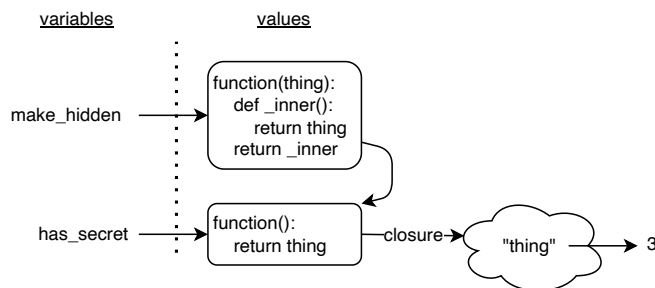 variables
values
function(thing):
def _inner():
return thing
return _inner
make_hidden
function():
return thing
has_secret
closure
"thing"
3